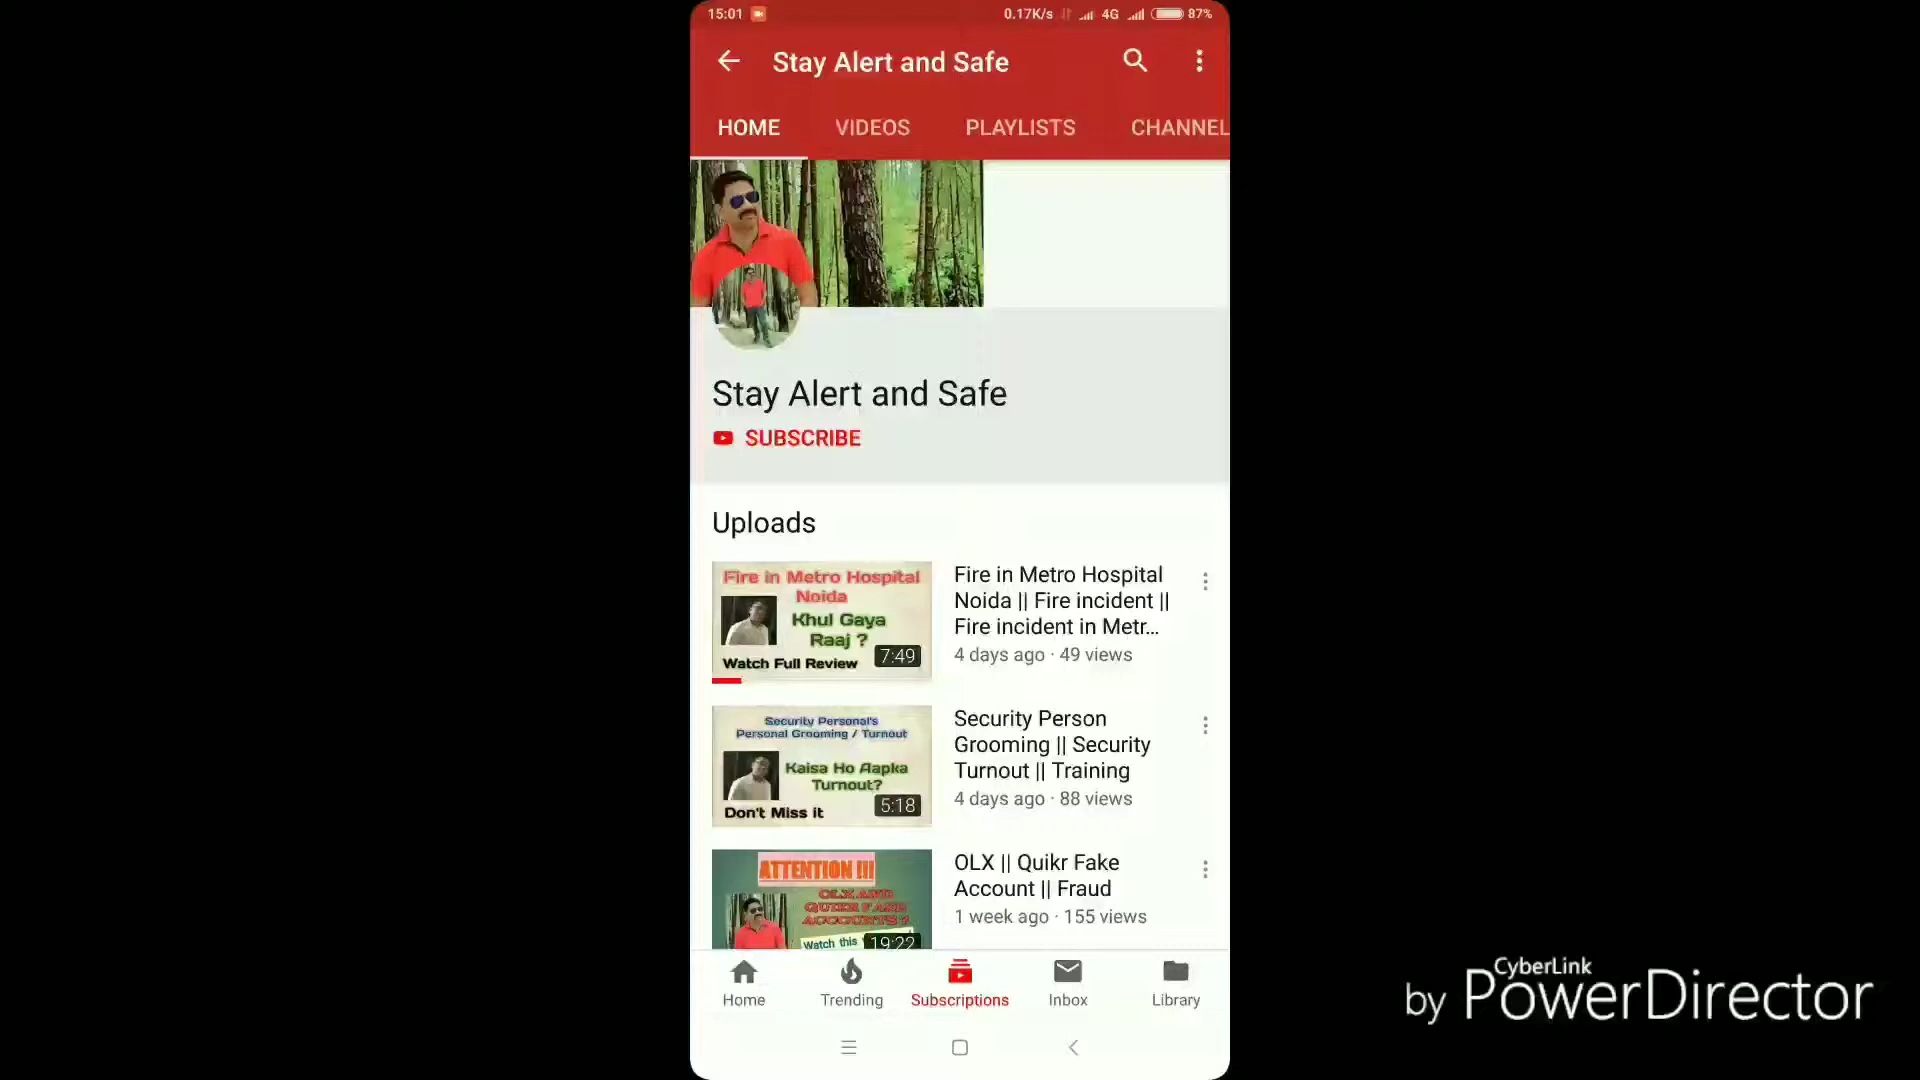 15:01
0.17K/s 4G 87%
Stay Alert and Safe
HOME VIDEOS PLAYLISTS CHANNEL
Stay Alert and Safe
SUBSCRIBE
Uploads
Fire in Metro Hospital
Noida
Khul Gaya
Raaj ?
Watch Full Review
7:49
Fire in Metro Hospital
Noida || Fire incident ||
Fire incident in Metr...
4 days ago · 49 views
Security Personal's
Personal Grooming / Turnout
Kaisa Ho Aapka
Turnout?
Don't Miss it
5:18
Security Person
Grooming || Security
Turnout || Training
4 days ago · 88 views
ATTENTION !!!
OLX AND
QUIKR FAKE
ACCOUNTS ?
Watch this
19:22
OLX || Quikr Fake
Account || Fraud
1 week ago · 155 views
Home Trending Subscriptions Inbox Library
by CyberLink
PowerDirector